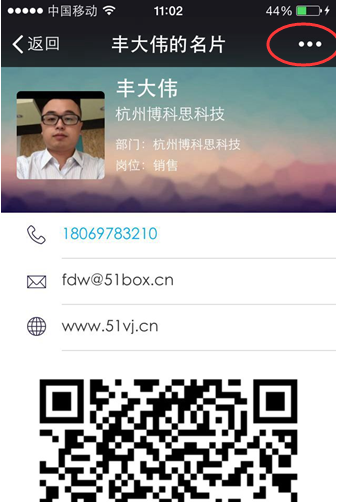 中国移动 11:02 44%
返回 丰大伟的名片
丰大伟
杭州博科思科技
部门：杭州博科思科技
岗位：销售
18069783210
fdw@51box.cn
www.51vj.cn